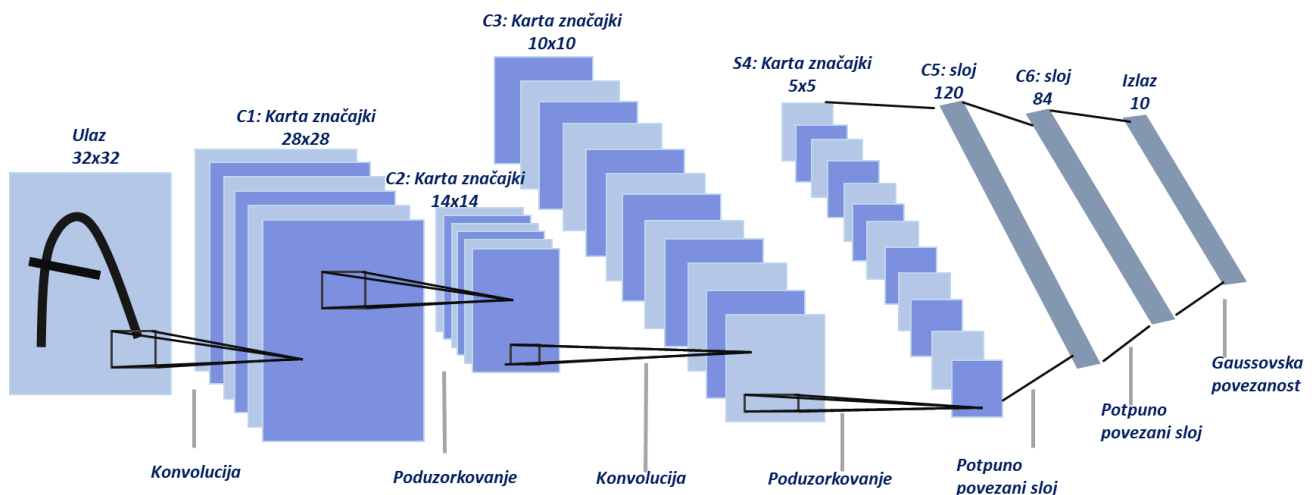 Ulaz
32x32
C1: Karta značajki
28x28
C2: Karta značajki
14x14
C3: Karta značajki
10x10
S4: Karta značajki
5x5
C5: sloj
120
C6: sloj
84
Izlaz
10
Konvolucija
Poduzorkovanje
Konvolucija
Poduzorkovanje
Potpuno
povezani sloj
Potpuno
povezani sloj
Gaussovska
povezanost